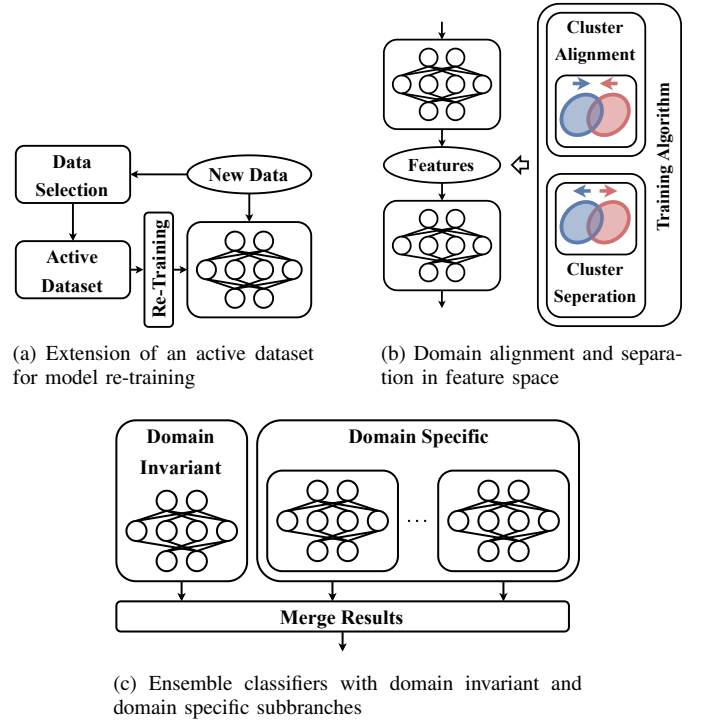 Data
Selection
New Data
Active
Dataset
Re-Training
(a) Extension of an active dataset
for model re-training
Features
Cluster
Alignment
Cluster
Seperation
Training Algorithm
(b) Domain alignment and separa-
tion in feature space
Domain
Invariant
Domain Specific
...
Merge Results
(c) Ensemble classifiers with domain invariant and
domain specific subbranches